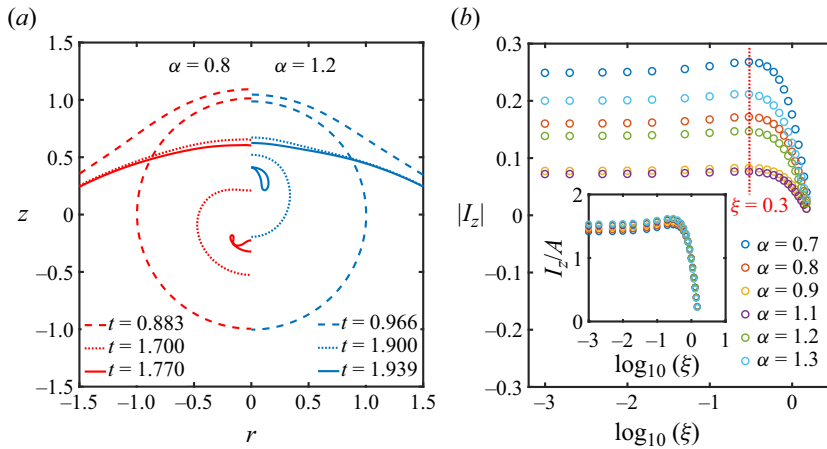 (a)
α = 0.8 α = 1.2
1.5
1.0
0.5
z 0
−0.5
−1.0
−1.5
t = 0.883 t = 0.966
t = 1.700 t = 1.900
t = 1.770 t = 1.939
−1.5 −1.0 −0.5 0 0.5 1.0 1.5
r
(b)
0.3
0.2
0.1
|I_z| 0
−0.1
0.2
−0.3
ξ = 0.3
I_z/A
2
1
0
−3 −2 −1 0 1
log10 (ξ)
α = 0.7
α = 0.8
α = 0.9
α = 1.1
α = 1.2
α = 1.3
−3 −2 −1 0
log10 (ξ)